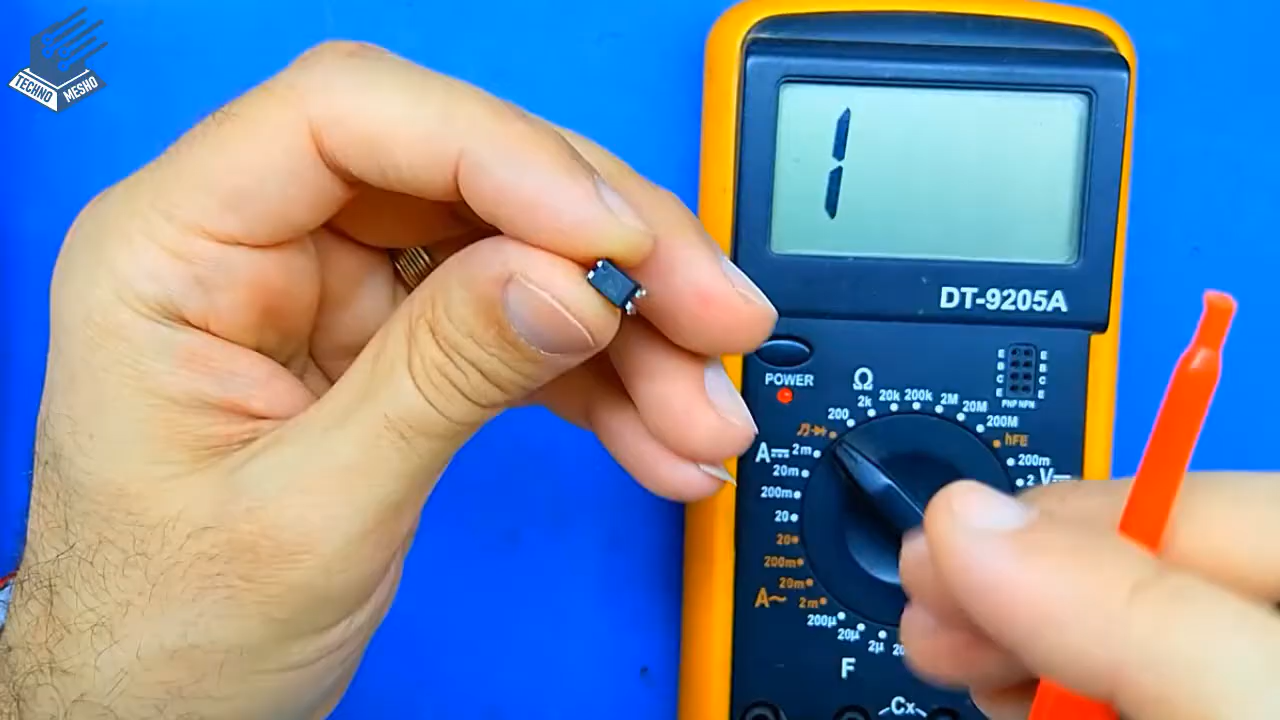 TECHNO MESHO
1
DT-9205A
POWER
Ω
200 2k 20k 200k 2M 20M 200M
hFE
E B C E
E B C E
PNP NPN
A 2m
20m
200m
20
20
200m
20m
A~ 2m
200m V
2
200µ 20µ 2µ
F
Cx